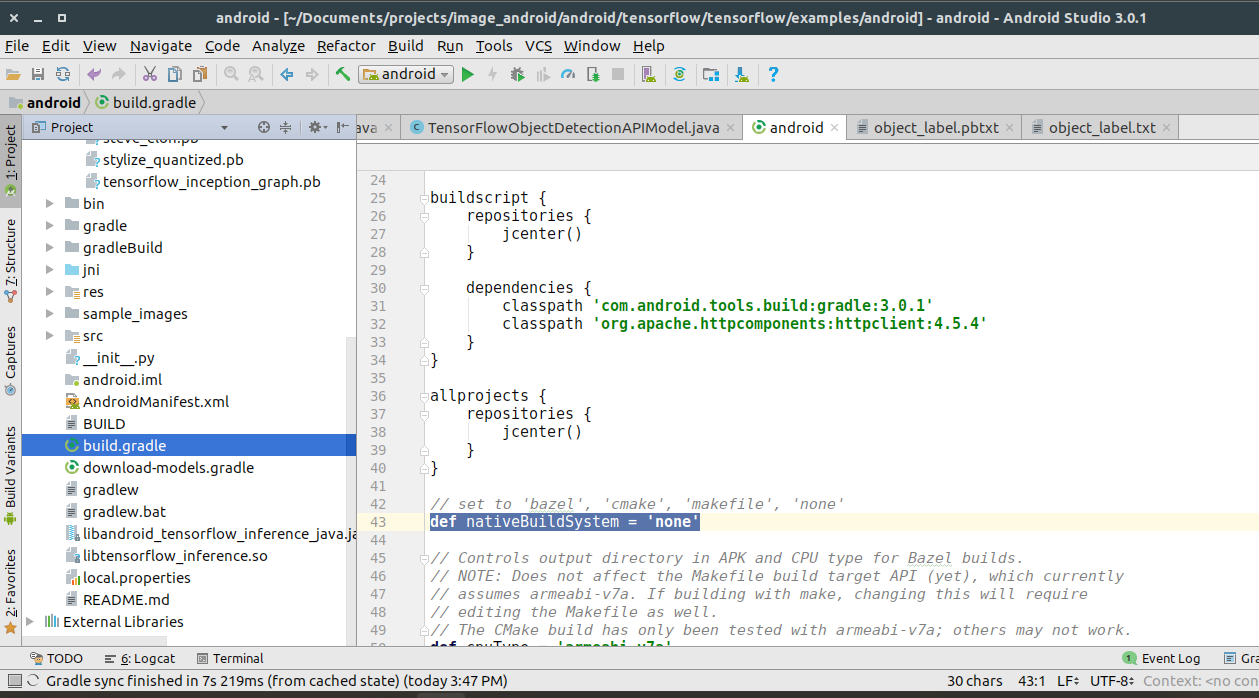 android - [~/Documents/projects/image_android/android/tensorflow/tensorflow/examples/android] - android - Android Studio 3.0.1
File Edit View Navigate Code Analyze Refactor Build Run Tools VCS Window Help
android
android build.gradle
Project
ava TensorFlowObjectDetectionAPIModel.java android object_label.pbtxt object_label.txt
1: Project
7: Structure
Captures
Build Variants
2: Favorites
steve_clon.pb
stylize_quantized.pb
tensorflow_inception_graph.pb
bin
gradle
gradleBuild
jni
res
sample_images
src
__init__.py
android.iml
AndroidManifest.xml
BUILD
build.gradle
download-models.gradle
gradlew
gradlew.bat
libandroid_tensorflow_inference_java.ja
libtensorflow_inference.so
local.properties
README.md
External Libraries
24
25 buildscript {
26 repositories {
27 jcenter()
28 }
29
30 dependencies {
31 classpath 'com.android.tools.build:gradle:3.0.1'
32 classpath 'org.apache.httpcomponents:httpclient:4.5.4'
33 }
34 }
35
36 allprojects {
37 repositories {
38 jcenter()
39 }
40 }
41
42 // set to 'bazel', 'cmake', 'makefile', 'none'
43 def nativeBuildSystem = 'none'
44
45 // Controls output directory in APK and CPU type for Bazel builds.
46 // NOTE: Does not affect the Makefile build target API (yet), which currently
47 // assumes armeabi-v7a. If building with make, changing this will require
48 // editing the Makefile as well.
49 // The CMake build has only been tested with armeabi-v7a; others may not work.
50 def cpuType = 'armeabi-v7a'
TODO 6: Logcat Terminal 1 Event Log Gra
Gradle sync finished in 7s 219ms (from cached state) (today 3:47 PM) 30 chars 43:1 LF÷ UTF-8÷ Context: <no con